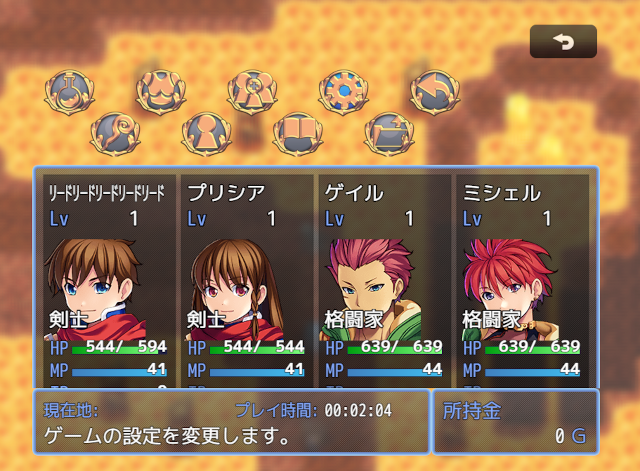 リードリードリードリードリード プリシア ゲイル ミシェル
Lv 1 Lv 1 Lv 1 Lv 1
剣士 剣士 格闘家 格闘家
HP 544/ 594 HP 544/ 544 HP 639/ 639 HP 639/ 639
MP 41 MP 41 MP 44 MP 44
現在地: プレイ時間: 00:02:04 所持金
ゲームの設定を変更します。 0 G